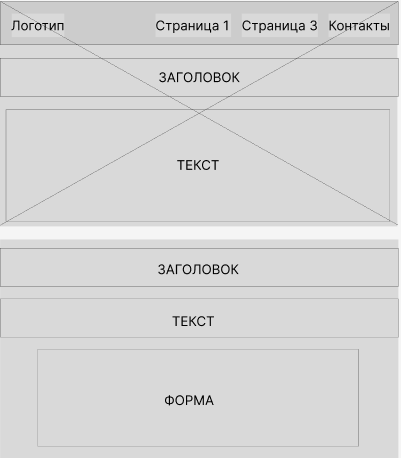 Логотип Страница 1 Страница 3 Контакты
ЗАГОЛОВОК
ТЕКСТ
ЗАГОЛОВОК
ТЕКСТ
ФОРМА